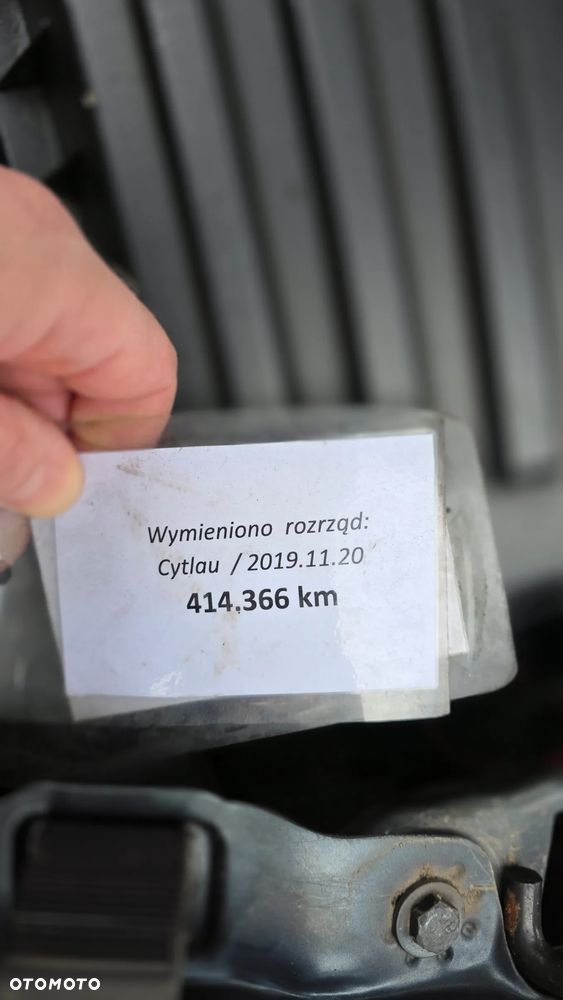 Wymieniono rozrząd:
Cytlau / 2019.11.20
414.366 km
OTOMOTO